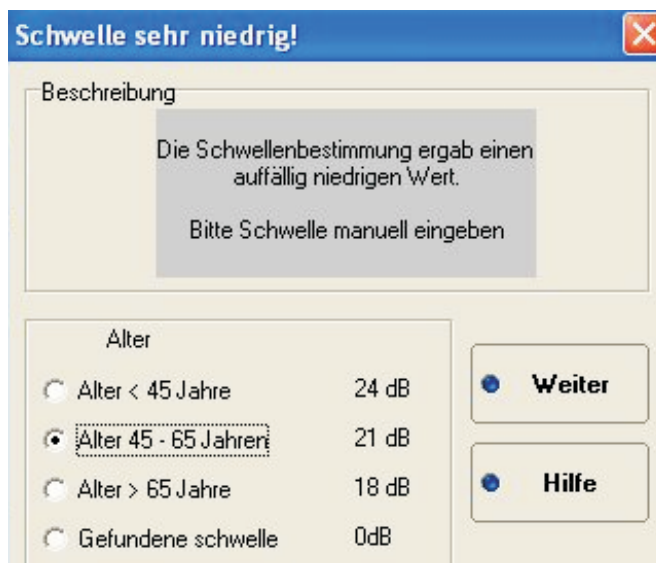 Schwelle sehr niedrig!
Beschreibung
Die Schwellenbestimmung ergab einen
auffällig niedrigen Wert.
Bitte Schwelle manuell eingeben
Alter
Alter < 45 Jahre 24 dB
Alter 45 - 65 Jahren 21 dB
Alter > 65 Jahre 18 dB
Gefundene schwelle 0dB
Weiter
Hilfe